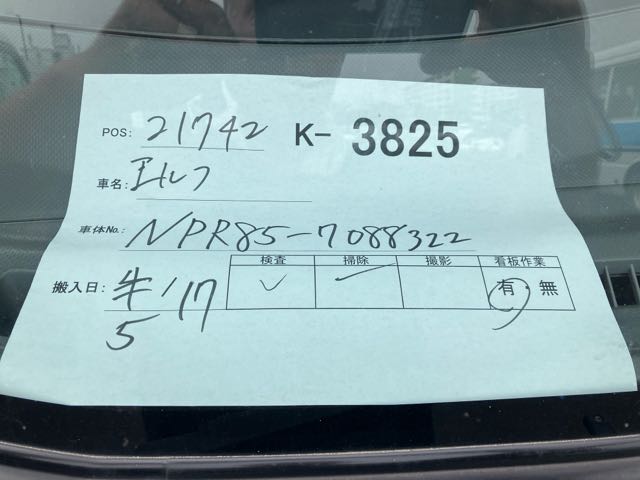 POS: 21742 K- 3825
車名: エルフ
車体No.: NPR85-7088322
検査 掃除 撮影 看板作業
搬入日: 5/17 ✓ ✓ 有・無